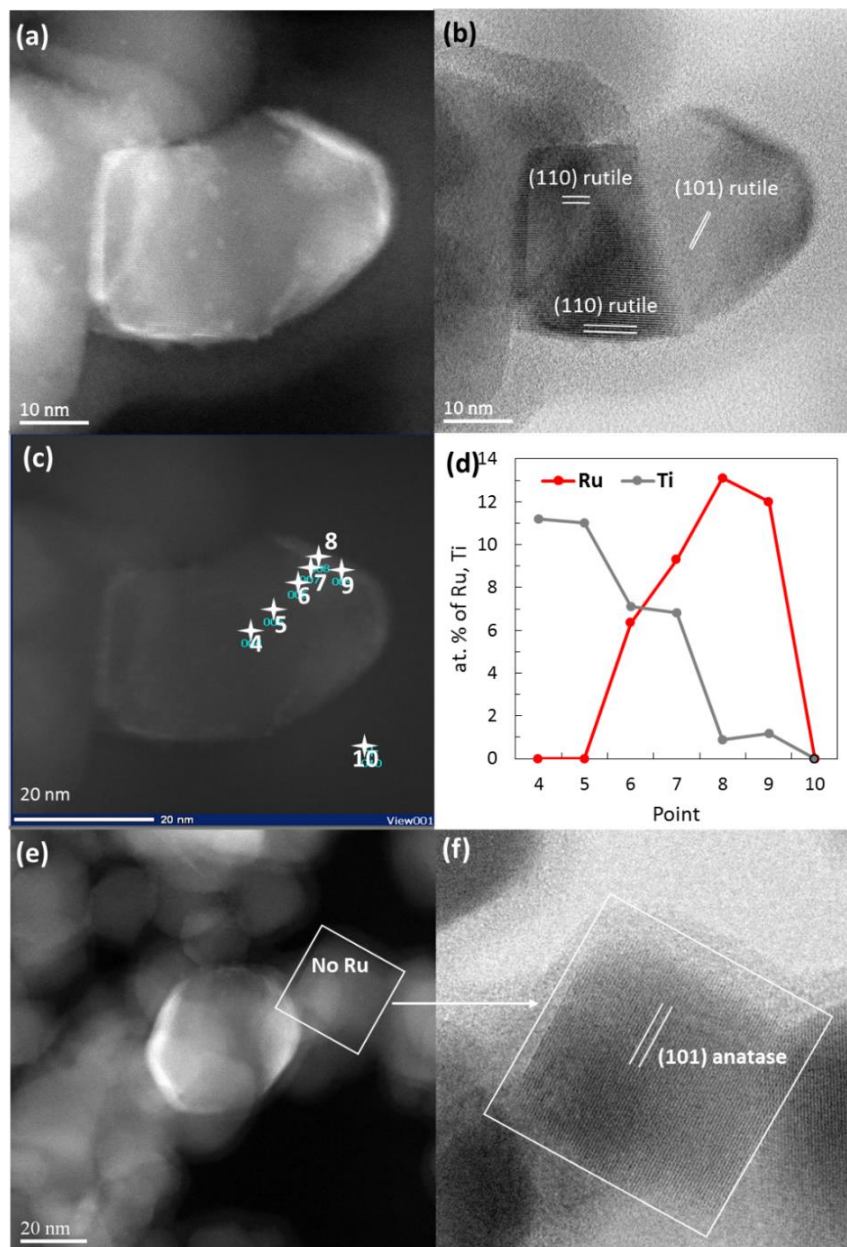 (a)
10 nm
(b)
(110) rutile
(101) rutile
(110) rutile
10 nm
(c)
8
7
9
6
5
4
10
20 nm
20 nm
View001
(d)
Ru
Ti
at. % of Ru, Ti
14
12
10
8
6
4
2
0
4 5 6 7 8 9 10
Point
(e)
No Ru
20 nm
(f)
(101) anatase